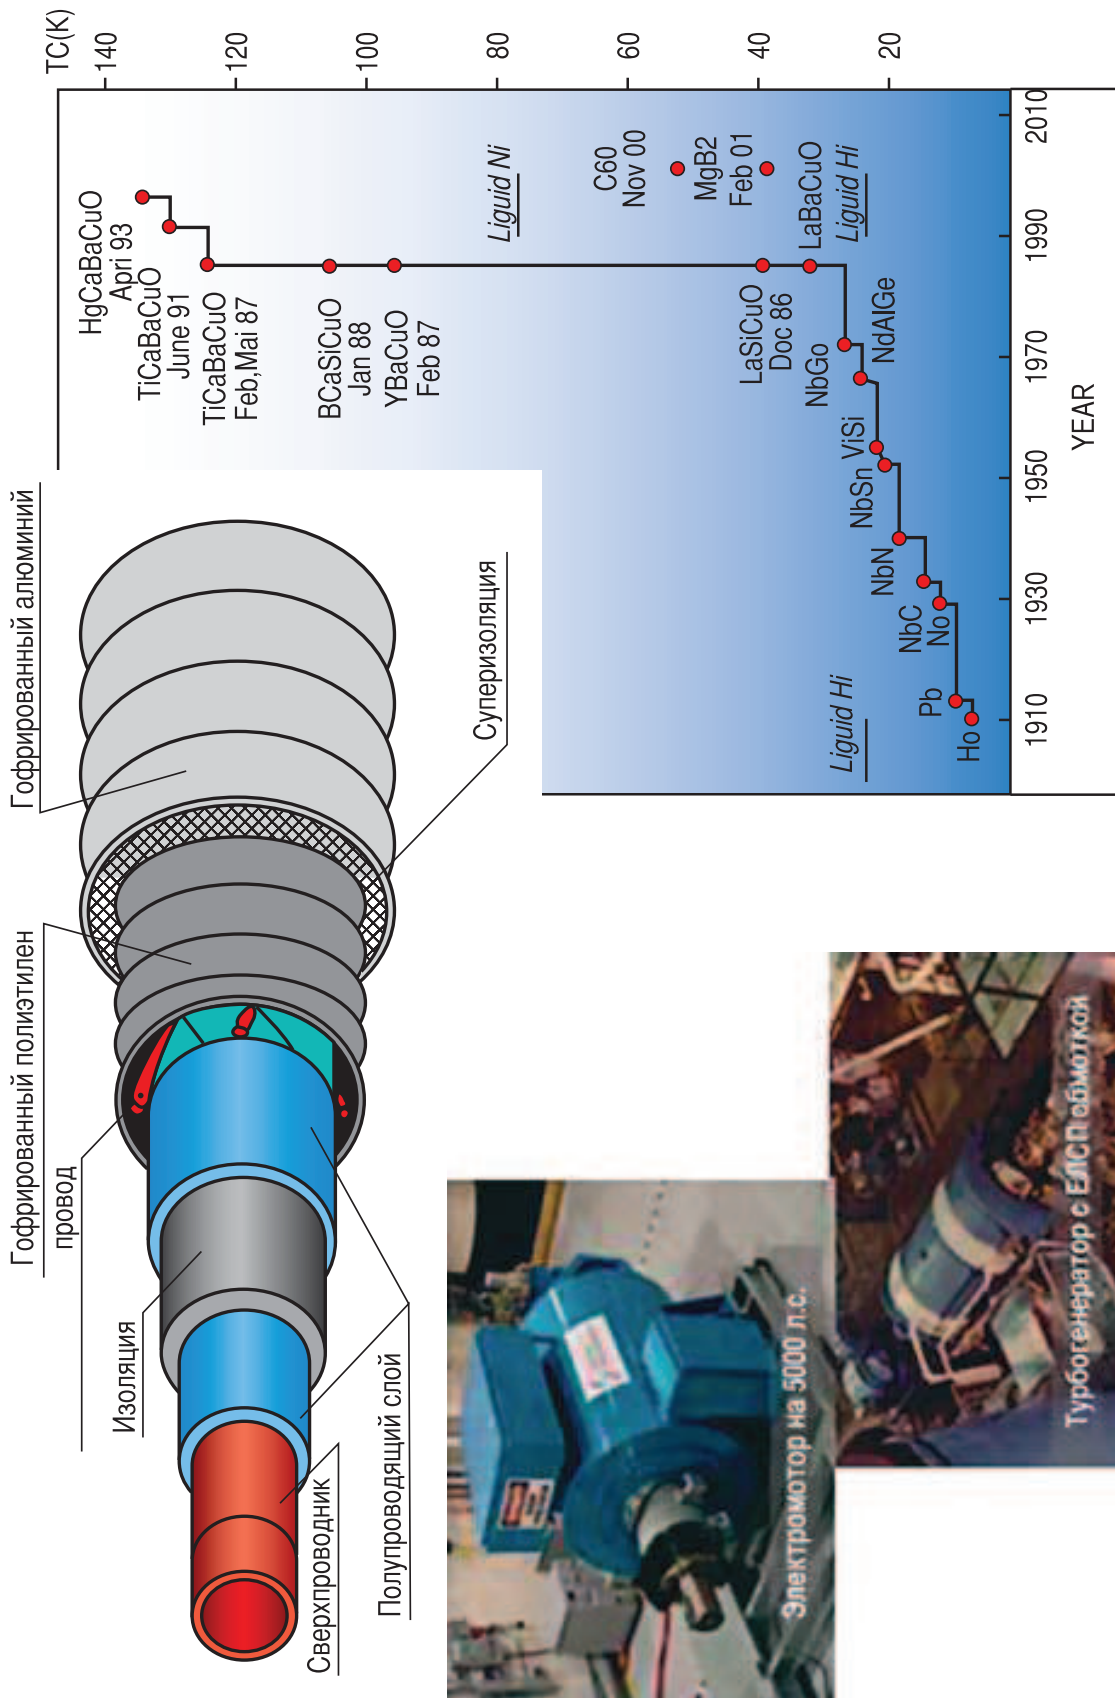 Гофрированный алюминий
Гофрированный полиэтилен
провод
Изоляция
Суперизоляция
Сверхпроводник
Полупроводящий слой
TC(K)
140
120
100
80
60
40
20
HgCaBaCuO
Apri 93
TiCaBaCuO
June 91
TiCaBaCuO
Feb,Mai 87
BCaSiCuO
Jan 88
YBaCuO
Feb 87
Liguid Ni
C60
Nov 00
MgB2
Feb 01
LaSiCuO
Doc 86
LaBaCuO
Liguid Hi
NbGo
NdAlGe
ViSi
NbSn
NbN
NbC
No
Pb
Ho
Liguid Hi
1910
1930
1950
1970
1990
2010
YEAR
Электромотор на 5000 л.с.
Турбогенератор с ЕЛСП обмоткой